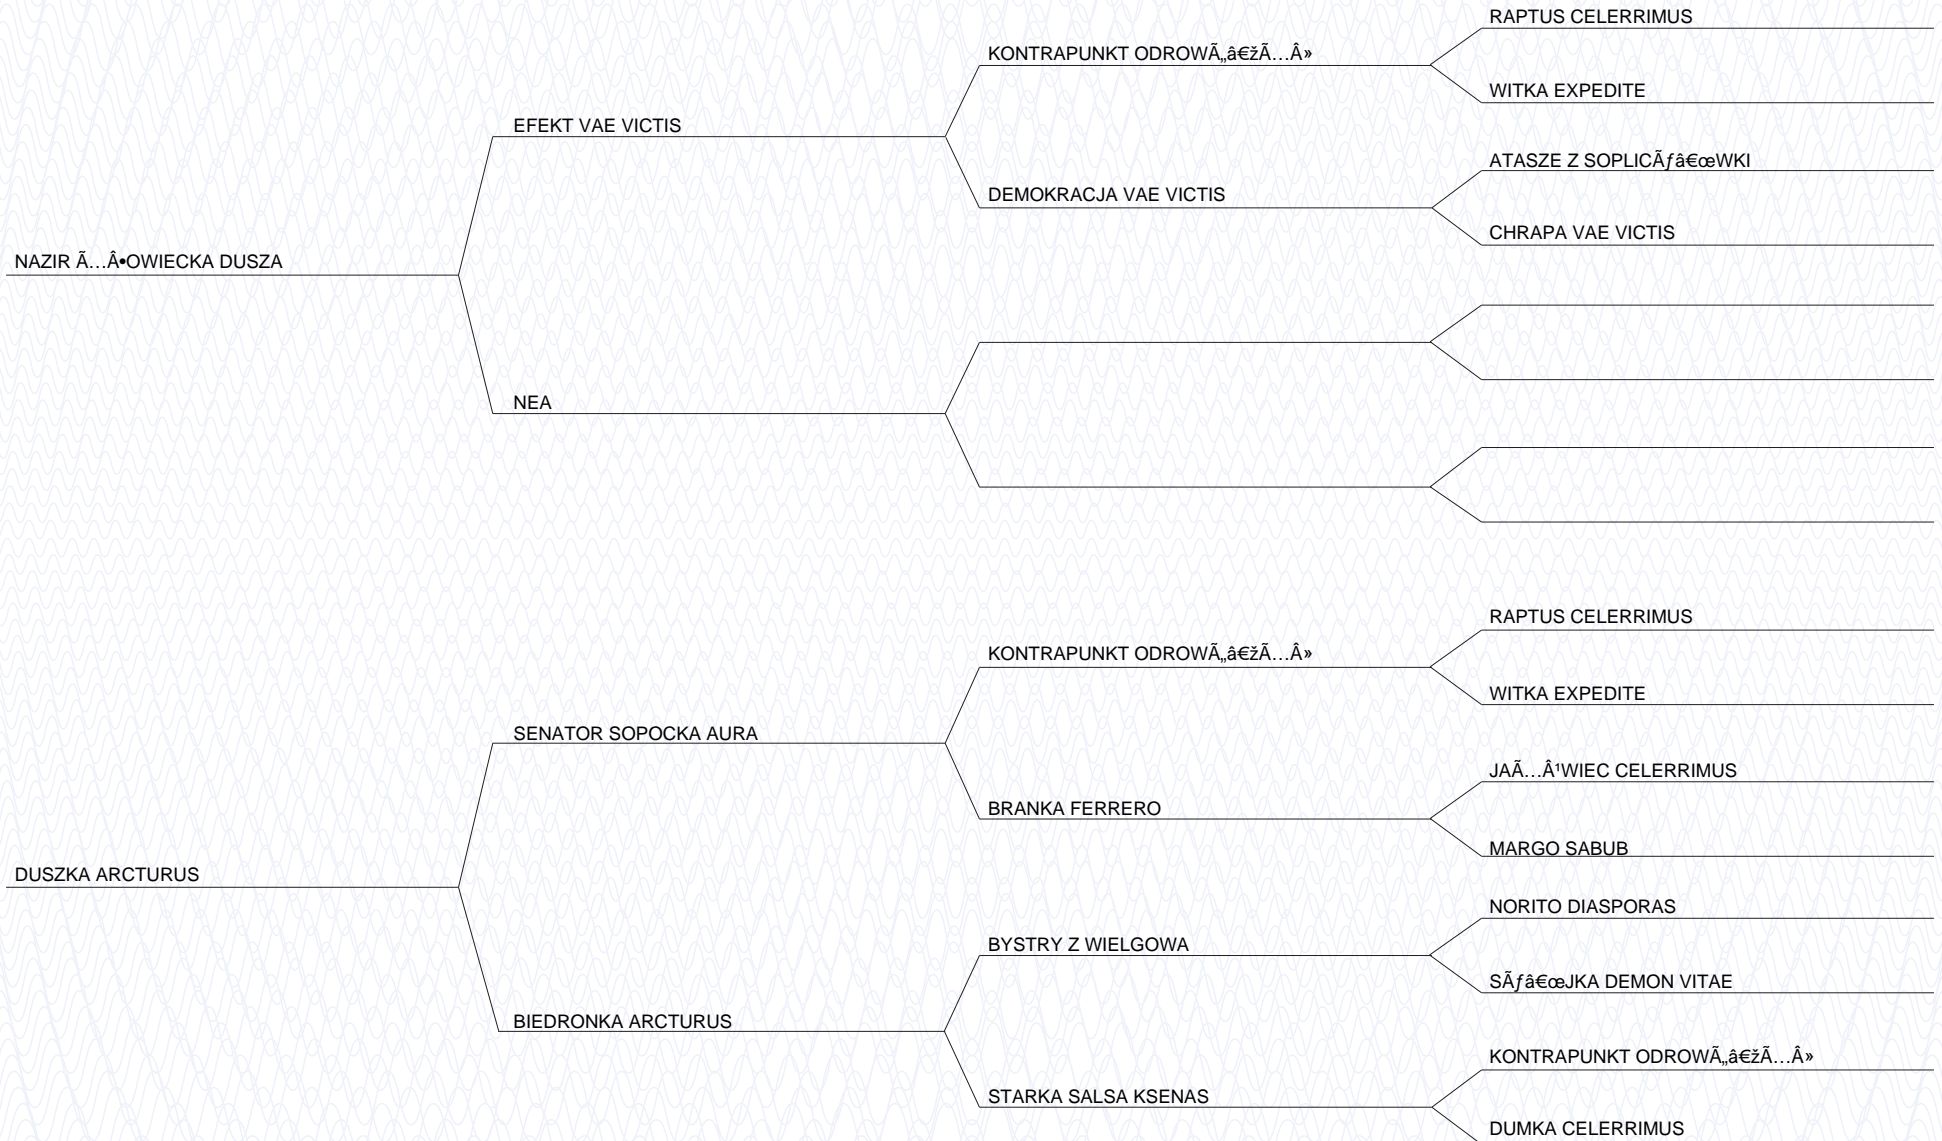 RAPTUS CELERRIMUS
KONTRAPUNKT ODROWÃ„â€žÃ…Â»
WITKA EXPEDITE
EFEKT VAE VICTIS
ATASZE Z SOPLICÃƒâ€œWKI
DEMOKRACJA VAE VICTIS
CHRAPA VAE VICTIS
NAZIR Ã…Â•OWIECKA DUSZA
NEA
RAPTUS CELERRIMUS
KONTRAPUNKT ODROWÃ„â€žÃ…Â»
WITKA EXPEDITE
SENATOR SOPOCKA AURA
JAÃ…Â¹WIEC CELERRIMUS
BRANKA FERRERO
MARGO SABUB
DUSZKA ARCTURUS
NORITO DIASPORAS
BYSTRY Z WIELGOWA
SÃƒâ€œJKA DEMON VITAE
BIEDRONKA ARCTURUS
KONTRAPUNKT ODROWÃ„â€žÃ…Â»
STARKA SALSA KSENAS
DUMKA CELERRIMUS